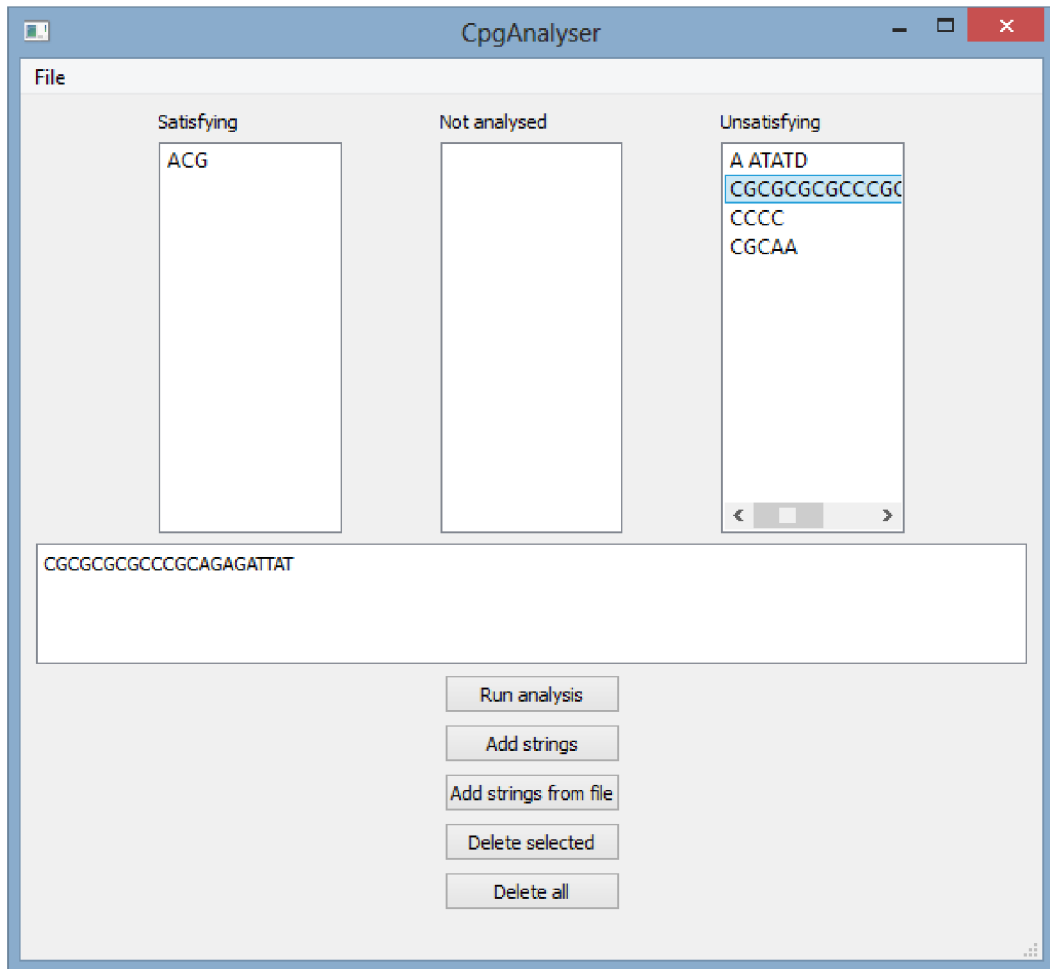 CpgAnalyser
File
Satisfying
ACG
Not analysed
Unsatisfying
A ATATD
CGCGCGCGCCCGC
CCCC
CGCAA
CGCGCGCGCCCGCAGAGATTAT
Run analysis
Add strings
Add strings from file
Delete selected
Delete all